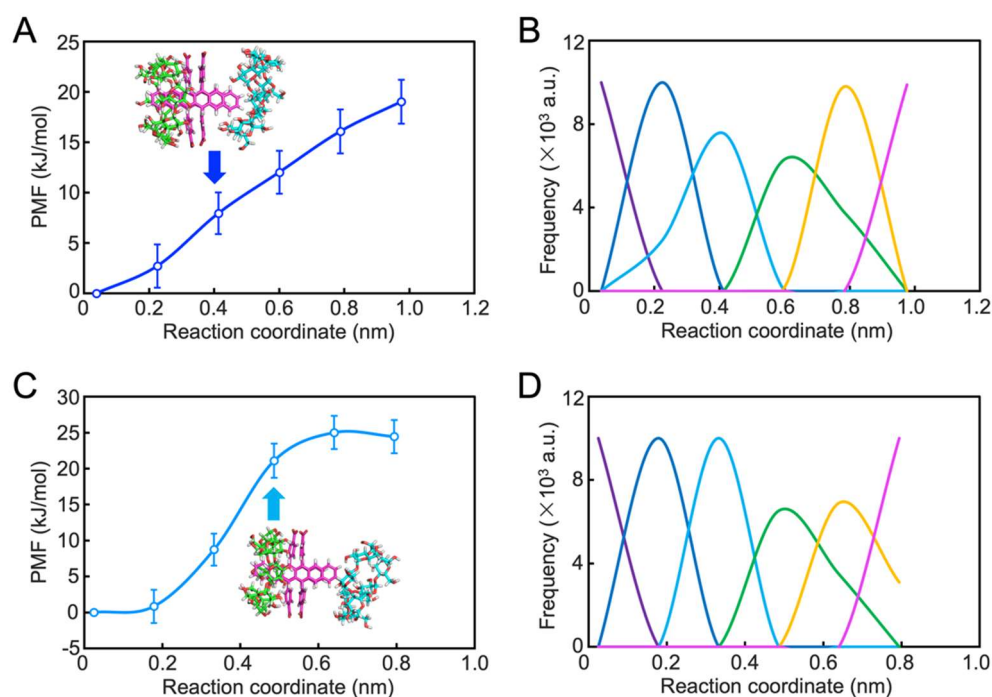 A
25
20
15
10
5
0
PMF (kJ/mol)
0 0.2 0.4 0.6 0.8 1.0 1.2
Reaction coordinate (nm)
B
12
8
4
0
Frequency (×10³ a.u.)
0 0.2 0.4 0.6 0.8 1.0 1.2
Reaction coordinate (nm)
C
30
25
20
15
10
5
0
-5
PMF (kJ/mol)
0 0.2 0.4 0.6 0.8 1.0
Reaction coordinate (nm)
D
12
8
4
0
Frequency (×10³ a.u.)
0 0.2 0.4 0.6 0.8 1.0
Reaction coordinate (nm)